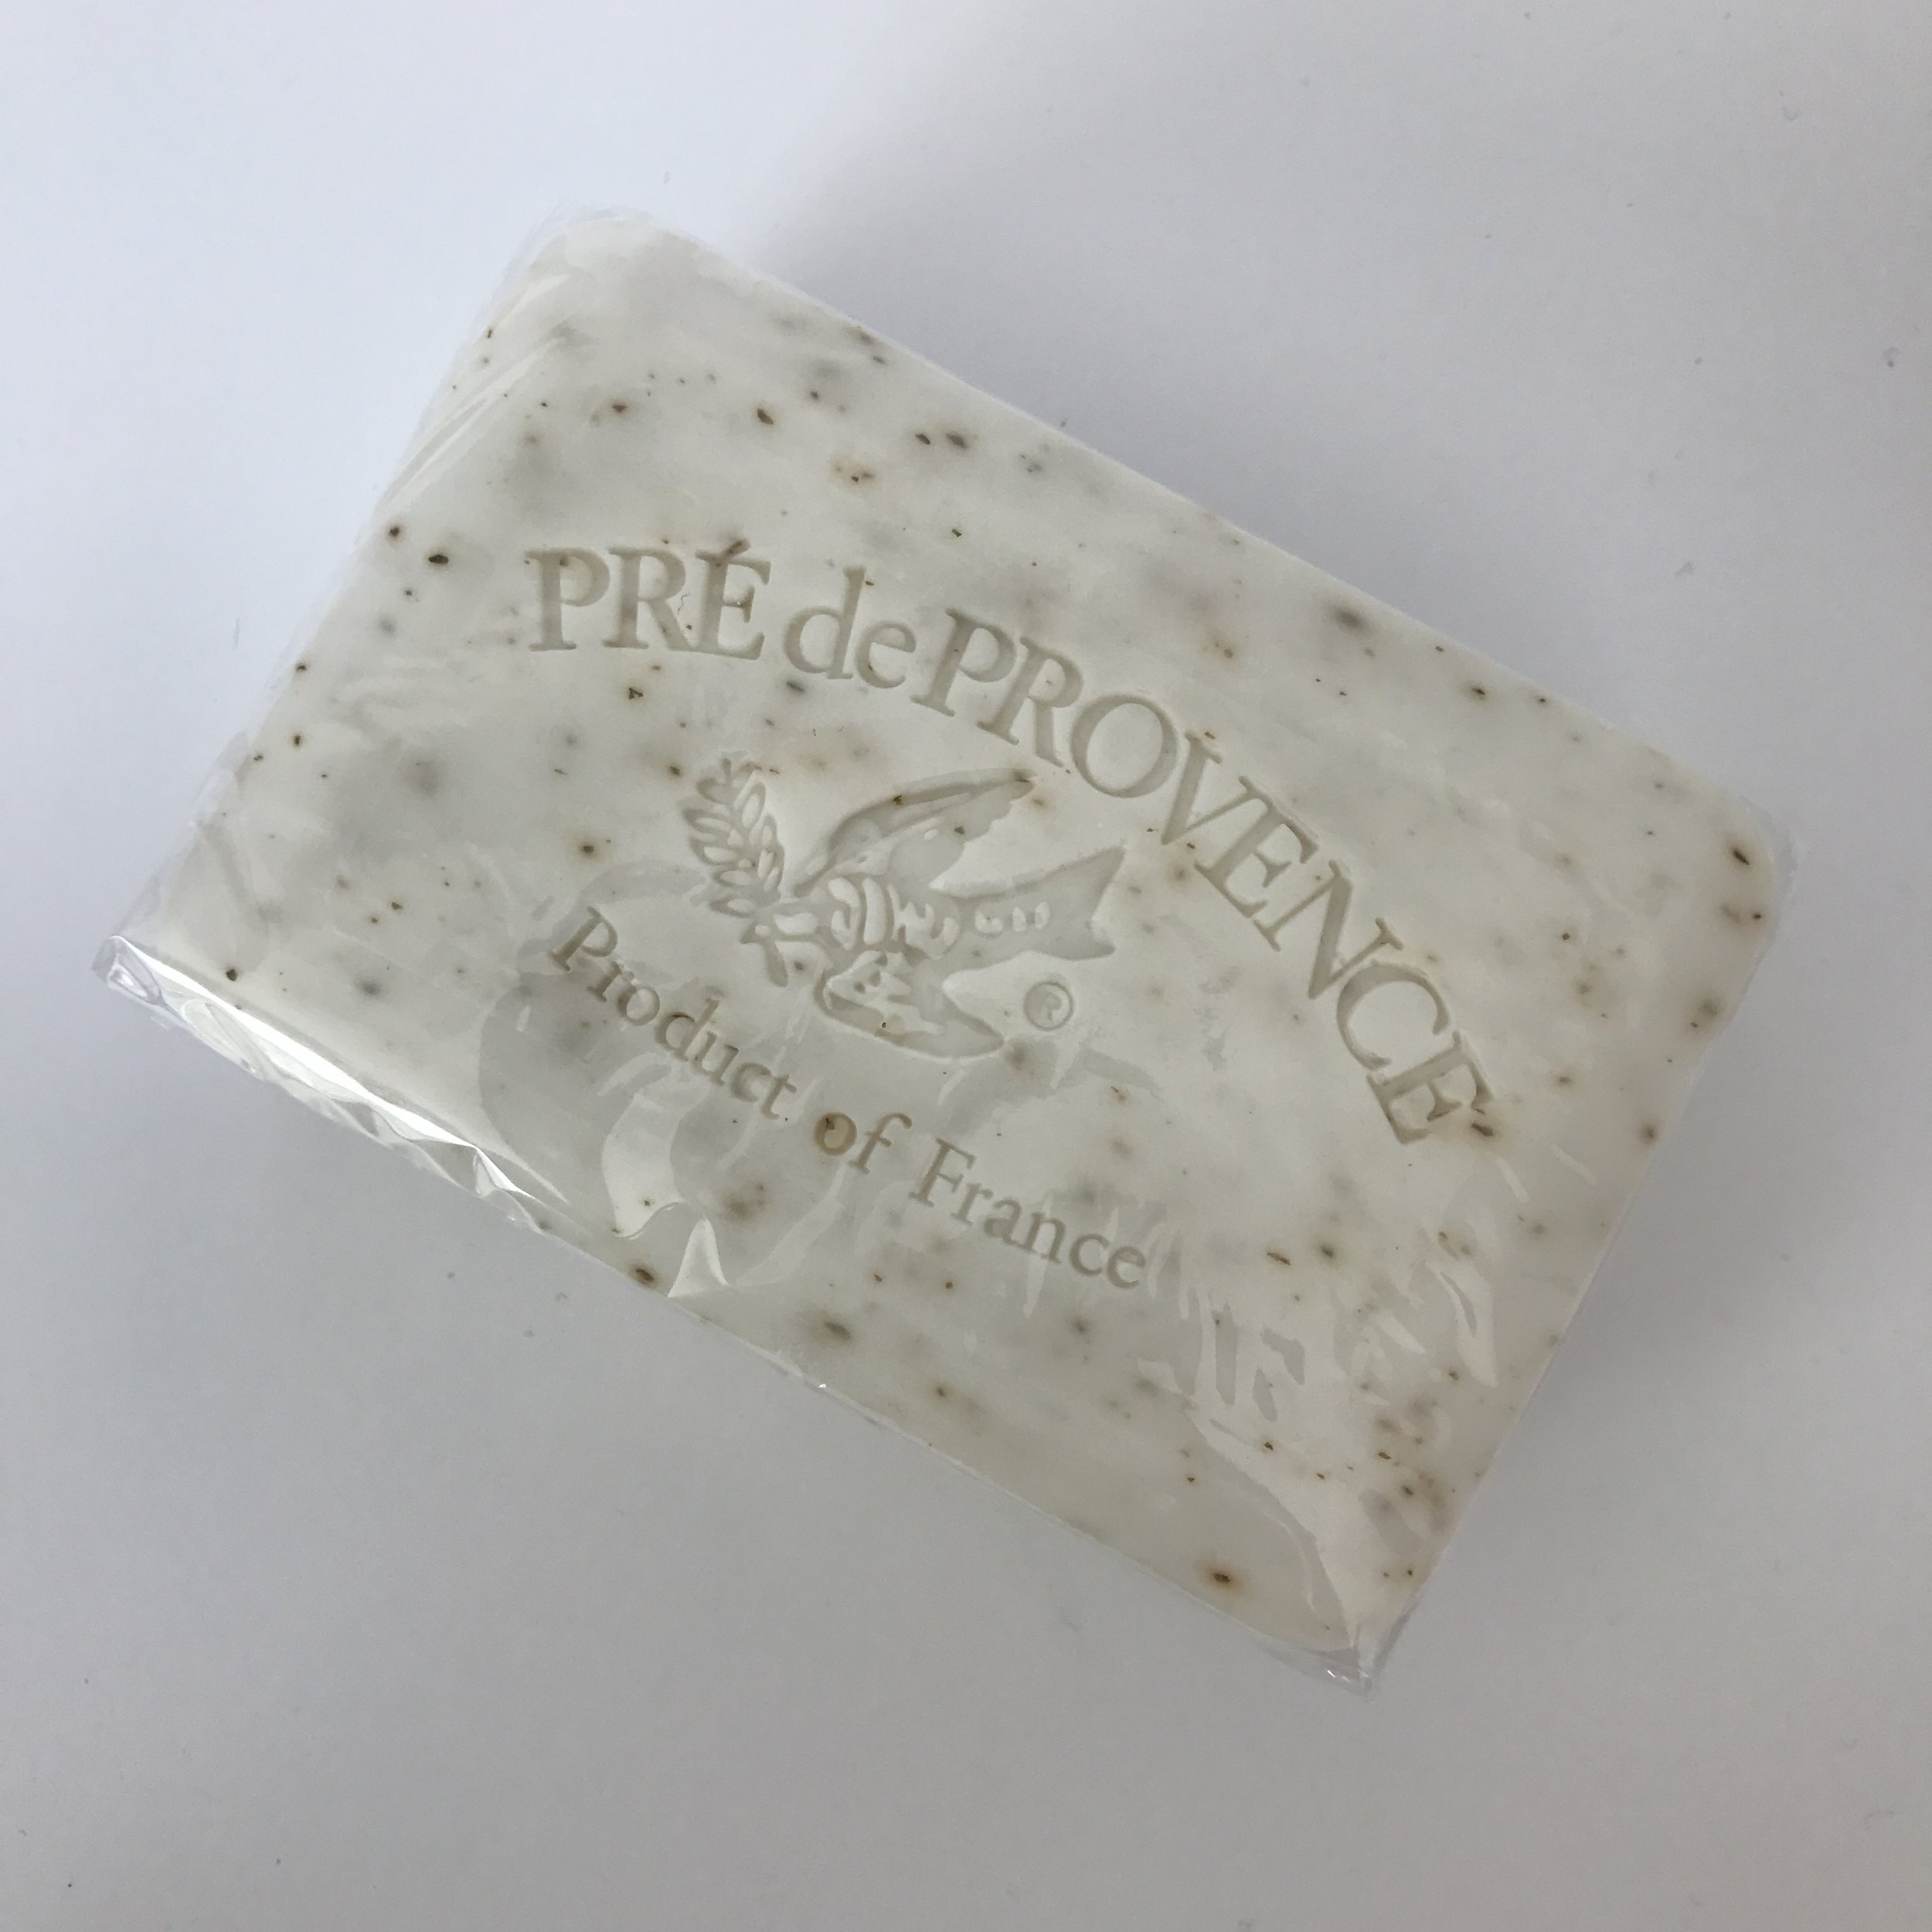 PRÉ de PROVENCE
®
Product of France